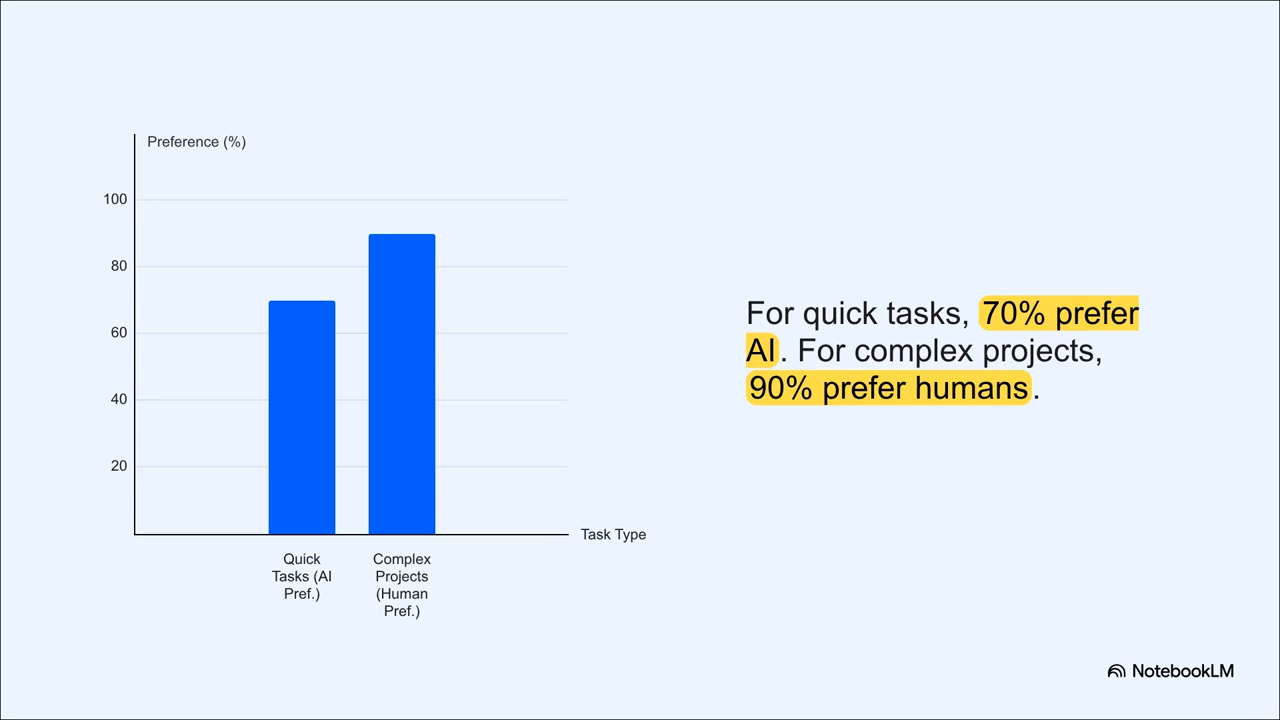 Preference (%)
100
80
60
40
20
Task Type
Quick
Tasks (AI
Pref.)
Complex
Projects
(Human
Pref.)
For quick tasks, 70% prefer
AI. For complex projects,
90% prefer humans.
NotebookLM